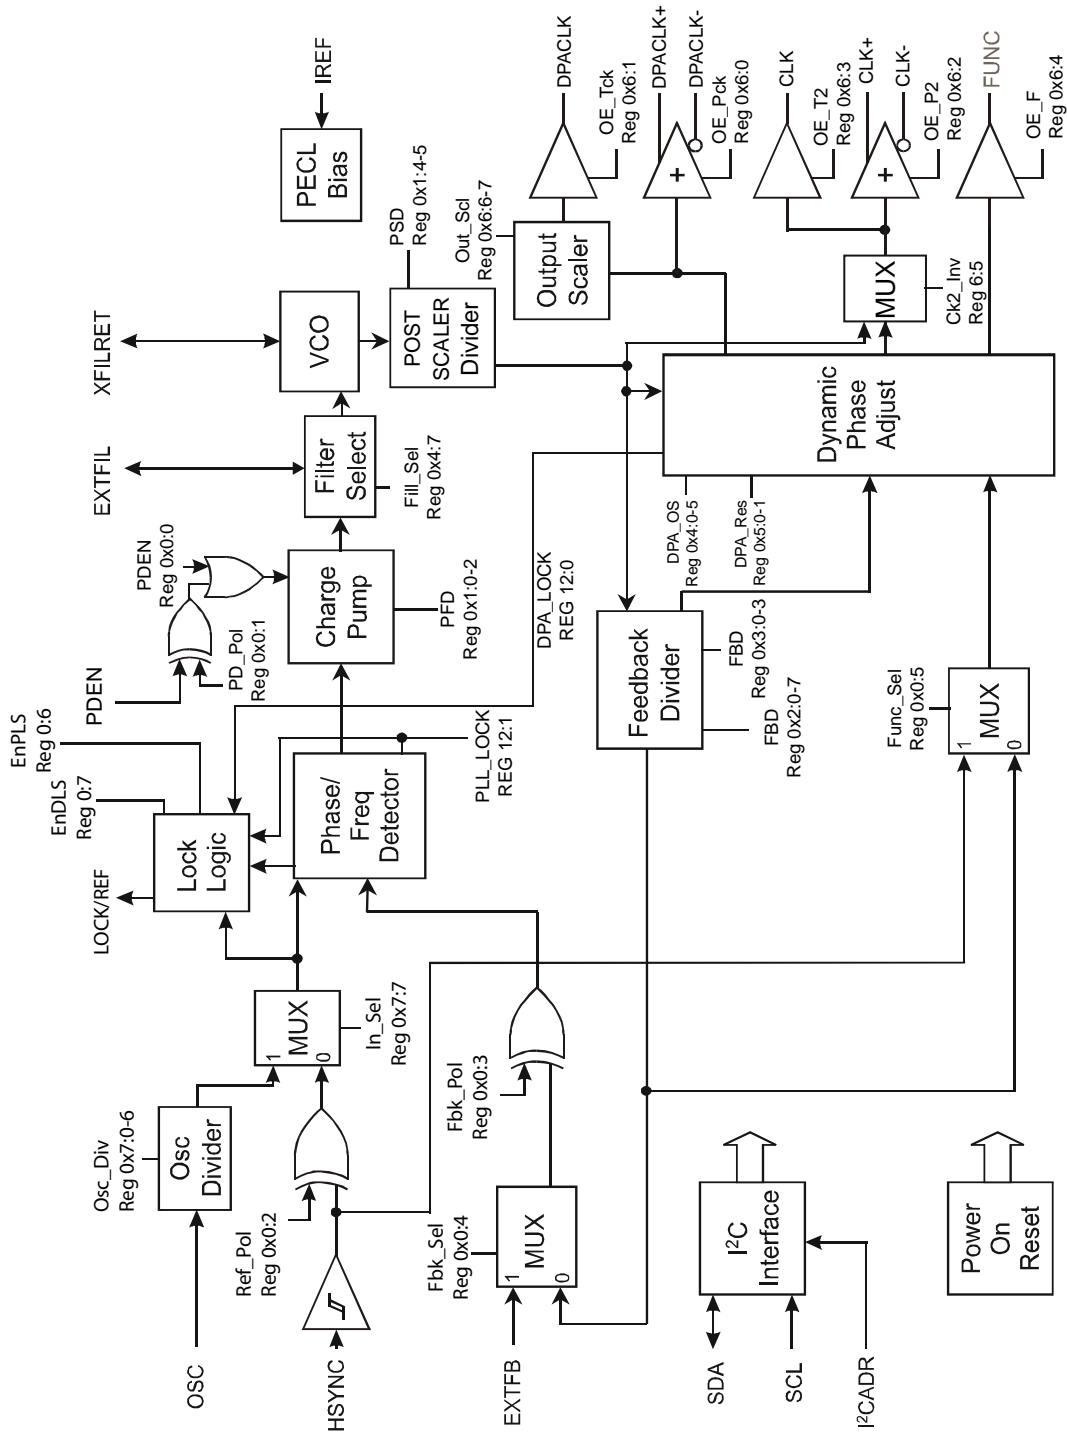 OSC
Osc_Div
Reg 0x7:0-6
Osc
Divider
HSYNC
Ref_Pol
Reg 0x0:2
1
MUX
0
In_Sel
Reg 0x7:7
LOCK/REF
Lock
Logic
EnDLS
Reg 0:7
EnPLS
Reg 0:6
Phase/
Freq
Detector
PLL_LOCK
REG 12:1
PDEN
PD_Pol
Reg 0x0:1
PDEN
Reg 0x0:0
Charge
Pump
PFD
Reg 0x1:0-2
DPA_LOCK
REG 12:0
EXTFIL
Filter
Select
Fill_Sel
Reg 0x4:7
XFILRET
VCO
POST
SCALER
Divider
PSD
Reg 0x1:4-5
PECL
Bias
IREF
EXTFB
Fbk_Sel
Reg 0x0:4
1
MUX
0
Fbk_Pol
Reg 0x0:3
Feedback
Divider
FBD
Reg 0x3:0-3
FBD
Reg 0x2:0-7
DPA_OS
Reg 0x4:0-5
DPA_Res
Reg 0x5:0-1
Dynamic
Phase
Adjust
Func_Sel
Reg 0x0:5
1
MUX
0
Out_Scl
Reg 0x6:6-7
Output
Scaler
MUX
Ck2_Inv
Reg 6:5
DPACLK
OE_Tck
Reg 0x6:1
+
DPACLK+
DPACLK-
OE_Pck
Reg 0x6:0
CLK
OE_T2
Reg 0x6:3
+
CLK+
CLK-
OE_P2
Reg 0x6:2
FUNC
OE_F
Reg 0x6:4
SDA
SCL
I²CADR
I²C
Interface
Power
On
Reset